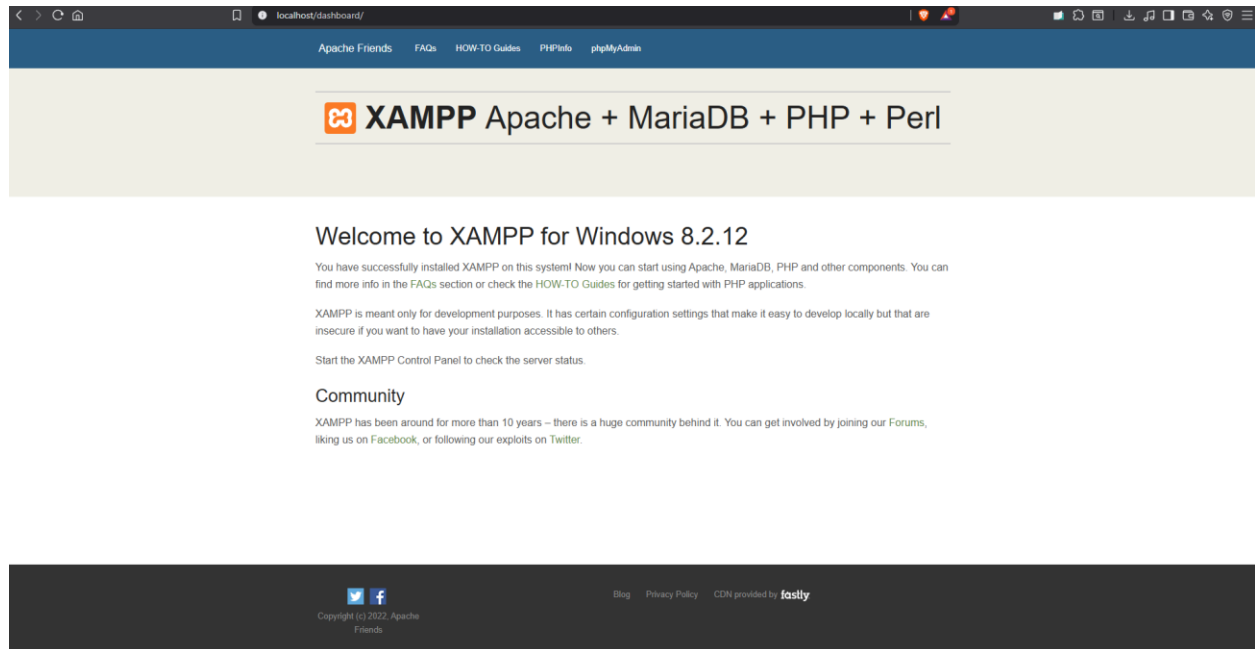 localhost/dashboard/
Apache Friends FAQs HOW-TO Guides PHPInfo phpMyAdmin
XAMPP Apache + MariaDB + PHP + Perl
Welcome to XAMPP for Windows 8.2.12
You have successfully installed XAMPP on this system! Now you can start using Apache, MariaDB, PHP and other components. You can
find more info in the FAQs section or check the HOW-TO Guides for getting started with PHP applications.
XAMPP is meant only for development purposes. It has certain configuration settings that make it easy to develop locally but that are
insecure if you want to have your installation accessible to others.
Start the XAMPP Control Panel to check the server status.
Community
XAMPP has been around for more than 10 years – there is a huge community behind it. You can get involved by joining our Forums,
liking us on Facebook, or following our exploits on Twitter.
Blog Privacy Policy CDN provided by fastly
Copyright (c) 2022, Apache
Friends